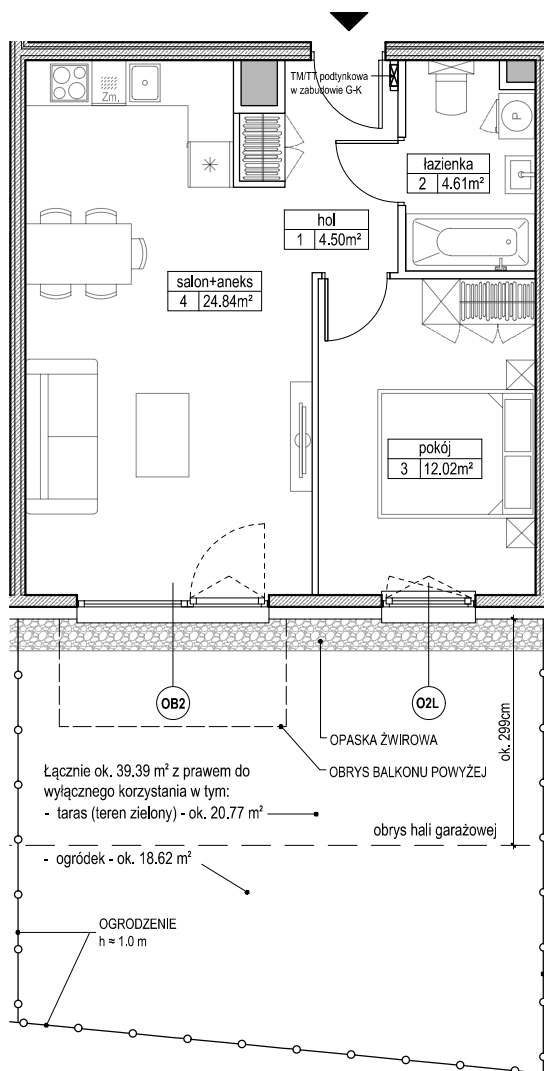 TM/TT podtynkowa
w zabudowie G-K
Zm.
P
łazienka
2 4.61m²
hol
1 4.50m²
salon+aneks
4 24.84m²
pokój
3 12.02m²
OB2
O2L
OPASKA ŻWIROWA
OBRYS BALKONU POWYŻEJ
ok. 299cm
Łącznie ok. 39.39 m² z prawem do
wyłącznego korzystania w tym:
- taras (teren zielony) - ok. 20.77 m²
obrys hali garażowej
- ogródek - ok. 18.62 m²
OGRODZENIE
h ≈ 1.0 m